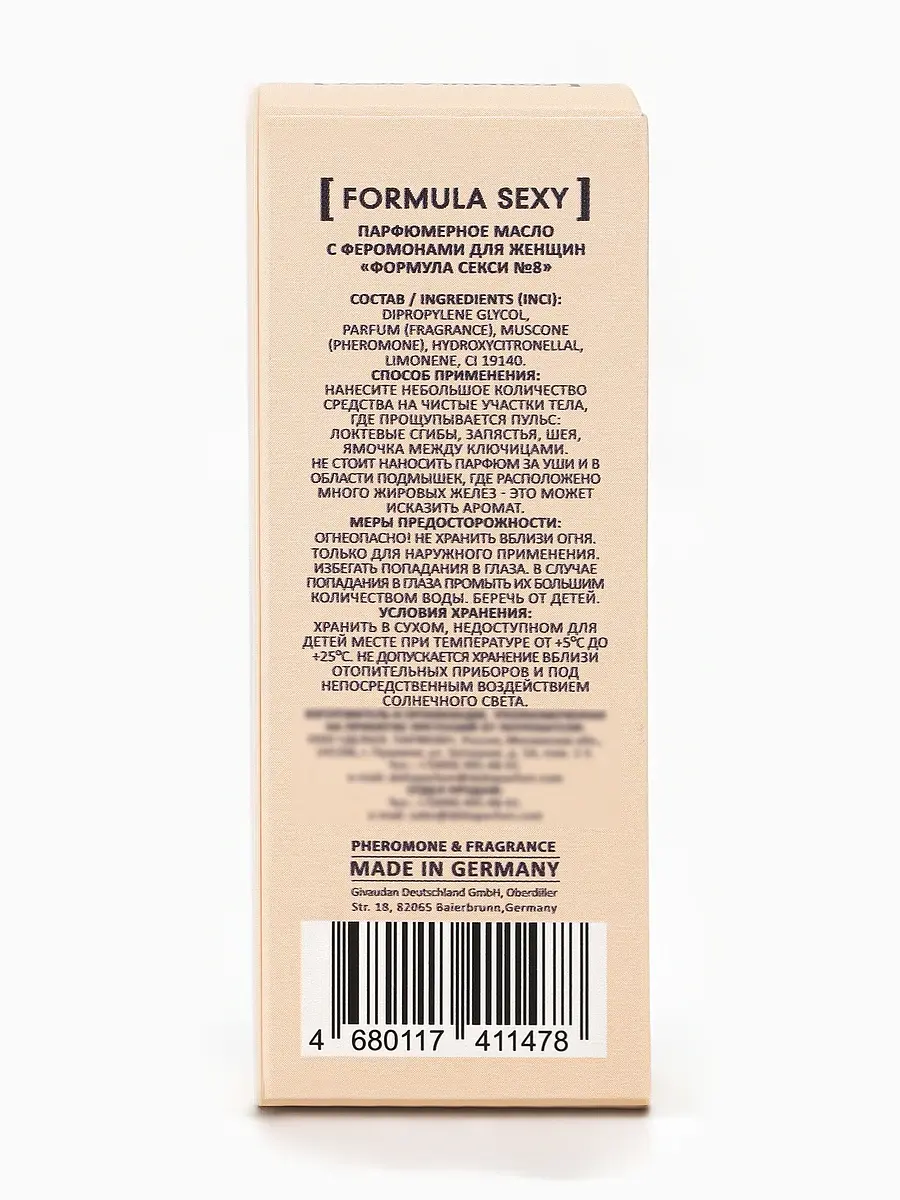 [ FORMULA SEXY ]
ПАРФЮМЕРНОЕ МАСЛО
С ФЕРОМОНАМИ ДЛЯ ЖЕНЩИН
«ФОРМУЛА СЕКСИ №8»
СОСТАВ / INGREDIENTS (INCI):
DIPROPYLENE GLYCOL,
PARFUM (FRAGRANCE), MUSCONE
(PHEROMONE), HYDROXYCITRONELLAL,
LIMONENE, CI 19140.
СПОСОБ ПРИМЕНЕНИЯ:
НАНЕСИТЕ НЕБОЛЬШОЕ КОЛИЧЕСТВО
СРЕДСТВА НА ЧИСТЫЕ УЧАСТКИ ТЕЛА,
ГДЕ ПРОЩУПЫВАЕТСЯ ПУЛЬС:
ЛОКТЕВЫЕ СГИБЫ, ЗАПЯСТЬЯ, ШЕЯ,
ЯМОЧКА МЕЖДУ КЛЮЧИЦАМИ.
НЕ СТОИТ НАНОСИТЬ ПАРФЮМ ЗА УШИ И В
ОБЛАСТИ ПОДМЫШЕК, ГДЕ РАСПОЛОЖЕНО
МНОГО ЖИРОВЫХ ЖЕЛЕЗ - ЭТО МОЖЕТ
ИСКАЗИТЬ АРОМАТ.
МЕРЫ ПРЕДОСТОРОЖНОСТИ:
ОГНЕОПАСНО! НЕ ХРАНИТЬ ВБЛИЗИ ОГНЯ.
ТОЛЬКО ДЛЯ НАРУЖНОГО ПРИМЕНЕНИЯ.
ИЗБЕГАТЬ ПОПАДАНИЯ В ГЛАЗА. В СЛУЧАЕ
ПОПАДАНИЯ В ГЛАЗА ПРОМЫТЬ ИХ БОЛЬШИМ
КОЛИЧЕСТВОМ ВОДЫ. БЕРЕЧЬ ОТ ДЕТЕЙ.
УСЛОВИЯ ХРАНЕНИЯ:
ХРАНИТЬ В СУХОМ, НЕДОСТУПНОМ ДЛЯ
ДЕТЕЙ МЕСТЕ ПРИ ТЕМПЕРАТУРЕ ОТ +5°С ДО
+25°С. НЕ ДОПУСКАЕТСЯ ХРАНЕНИЕ ВБЛИЗИ
ОТОПИТЕЛЬНЫХ ПРИБОРОВ И ПОД
НЕПОСРЕДСТВЕННЫМ ВОЗДЕЙСТВИЕМ
СОЛНЕЧНОГО СВЕТА.
PHEROMONE & FRAGRANCE
MADE IN GERMANY
Givaudan Deutschland GmbH, Oberdiller
Str. 18, 82065 Baierbrunn,Germany
4 680117 411478